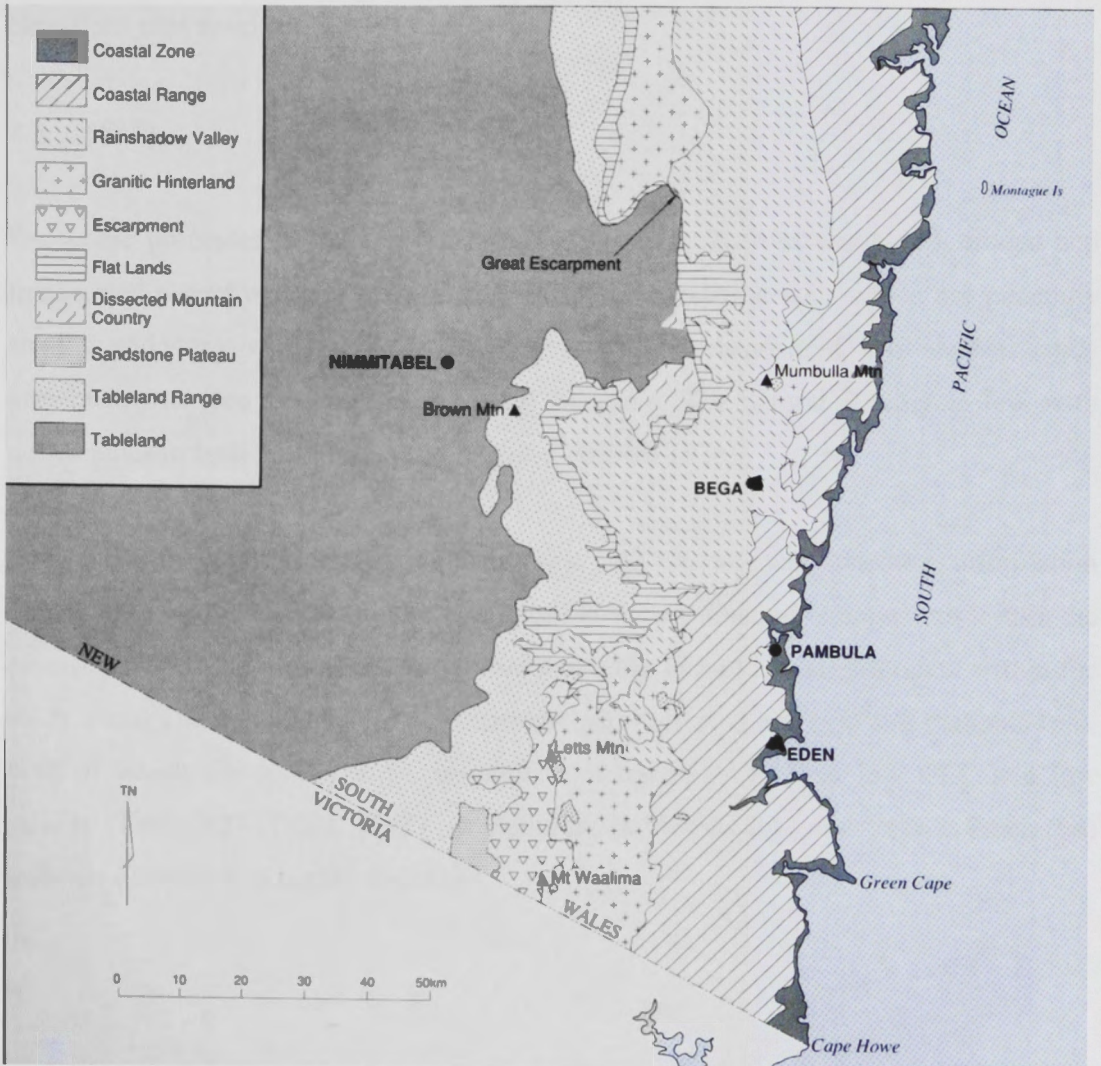 Coastal Zone
Coastal Range
Rainshadow Valley
Granitic Hinterland
Escarpment
Flat Lands
Dissected Mountain
Country
Sandstone Plateau
Tableland Range
Tableland
OCEAN
Montague Is
Great Escarpment
PACIFIC
NIMMITABEL
Mumbulla Mtn
Brown Mtn
BEGA
SOUTH
NEW
PAMBULA
Letts Mtn
EDEN
SOUTH
VICTORIA
TN
Mt Waalima
Green Cape
WALES
0 10 20 30 40 50km
Cape Howe